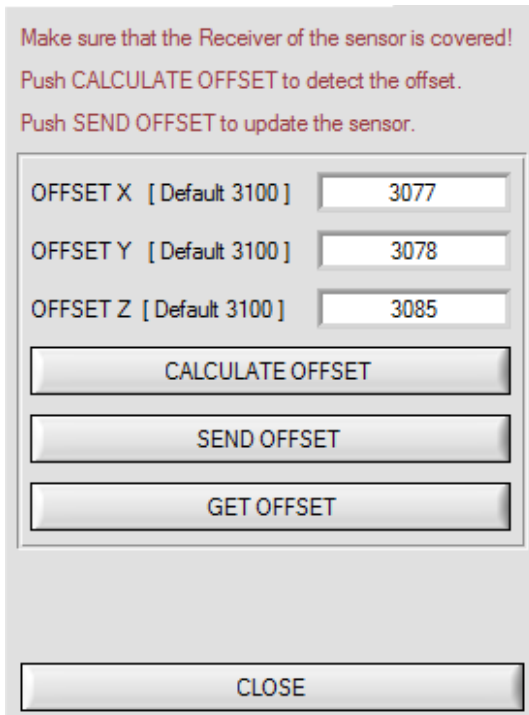 Make sure that the Receiver of the sensor is covered!
Push CALCULATE OFFSET to detect the offset.
Push SEND OFFSET to update the sensor.
OFFSET X [ Default 3100 ] 3077
OFFSET Y [ Default 3100 ] 3078
OFFSET Z [ Default 3100 ] 3085
CALCULATE OFFSET
SEND OFFSET
GET OFFSET
CLOSE